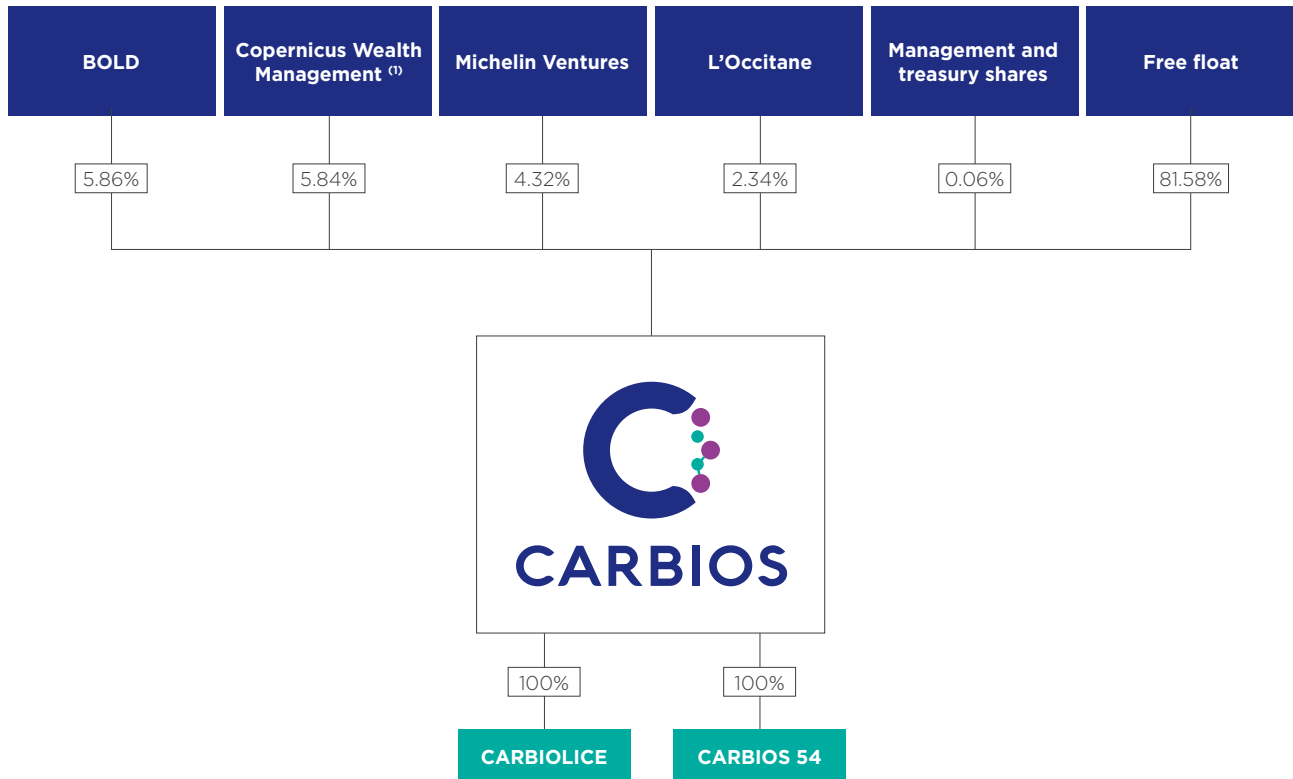 BOLD
Copernicus Wealth
Management (1)
Michelin Ventures
L’Occitane
Management and
treasury shares
Free float
5.86%
5.84%
4.32%
2.34%
0.06%
81.58%
CARBIOS
100%
100%
CARBIOLICE
CARBIOS 54